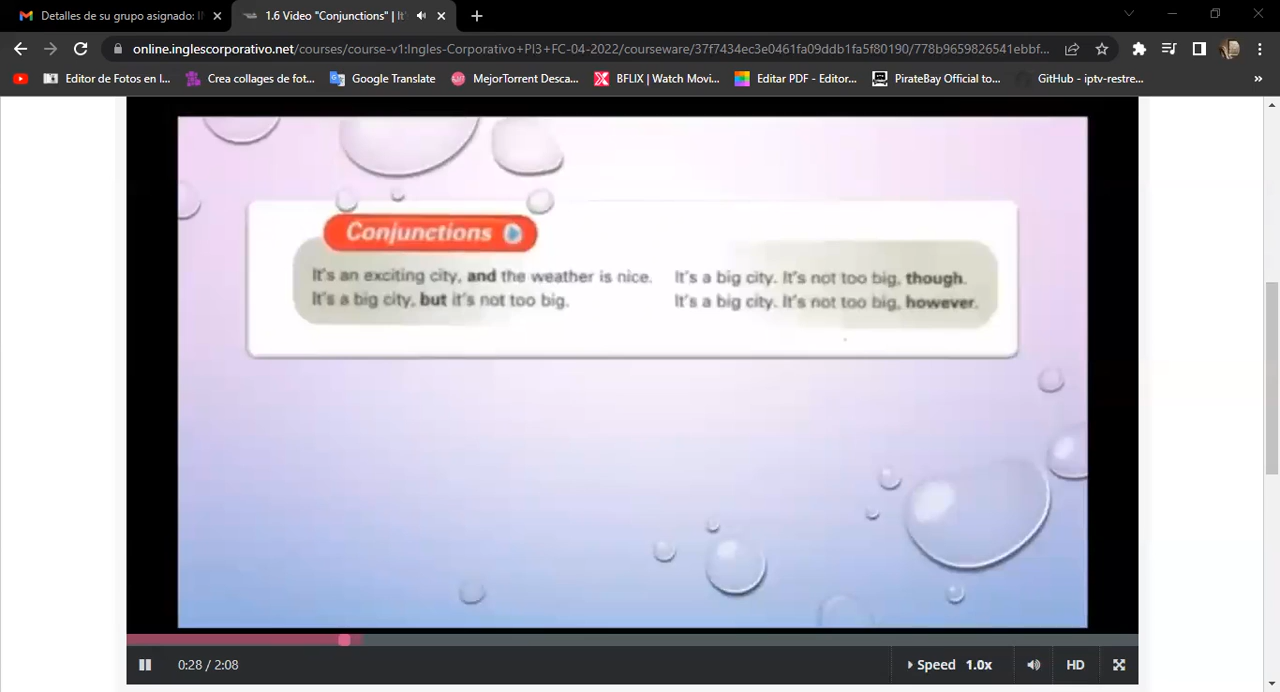 Detalles de su grupo asignado: I
1.6 Video "Conjunctions" | It'
online.inglescorporativo.net/courses/course-v1:Ingles-Corporativo+PI3+FC-04-2022/courseware/37f7434ec3e0461fa09ddb1fa5f80190/778b9659826541ebbf...
Editor de Fotos en l... Crea collages de fot... Google Translate MejorTorrent Desca... BFLIX | Watch Movi... Editar PDF - Editor... PirateBay Official to... GitHub - iptv-restre... »
Conjunctions
It's an exciting city, and the weather is nice.
It's a big city, but it's not too big.
It's a big city. It's not too big, though.
It's a big city. It's not too big, however.
0:28 / 2:08
Speed 1.0x HD